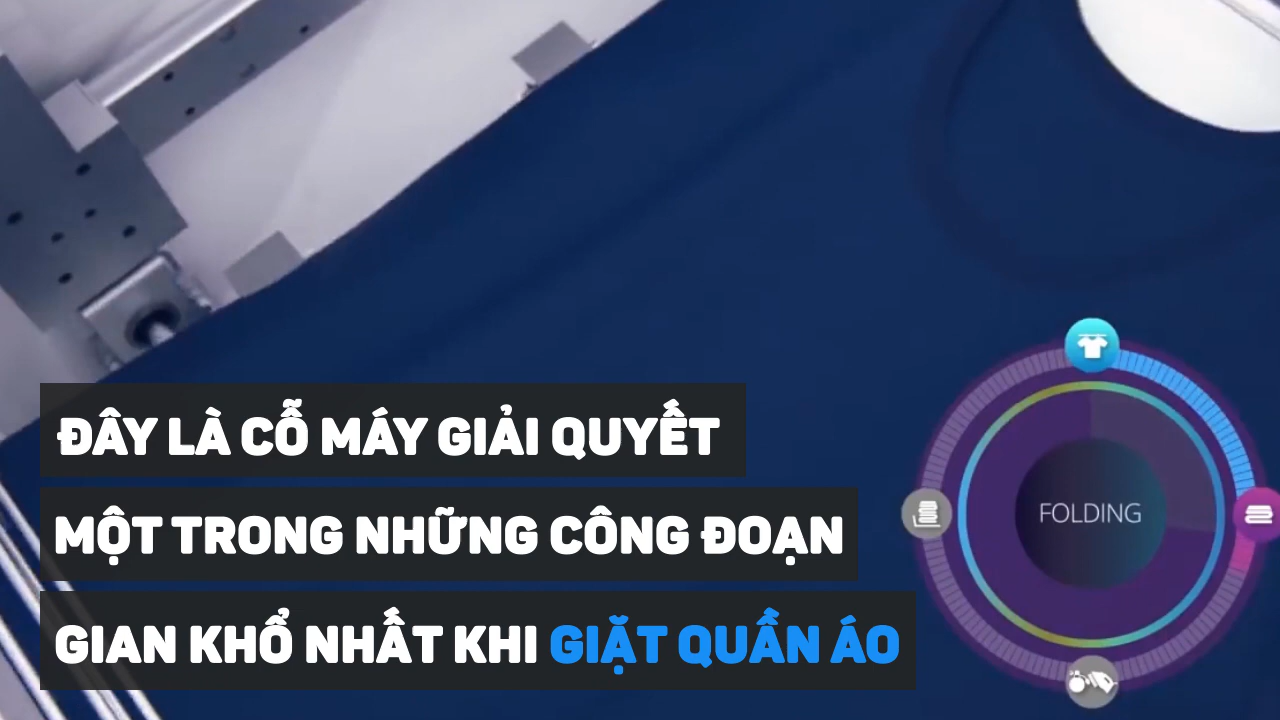 ĐÂY LÀ CỖ MÁY GIẢI QUYẾT
MỘT TRONG NHỮNG CÔNG ĐOẠN
GIAN KHỔ NHẤT KHI GIẶT QUẦN ÁO
FOLDING